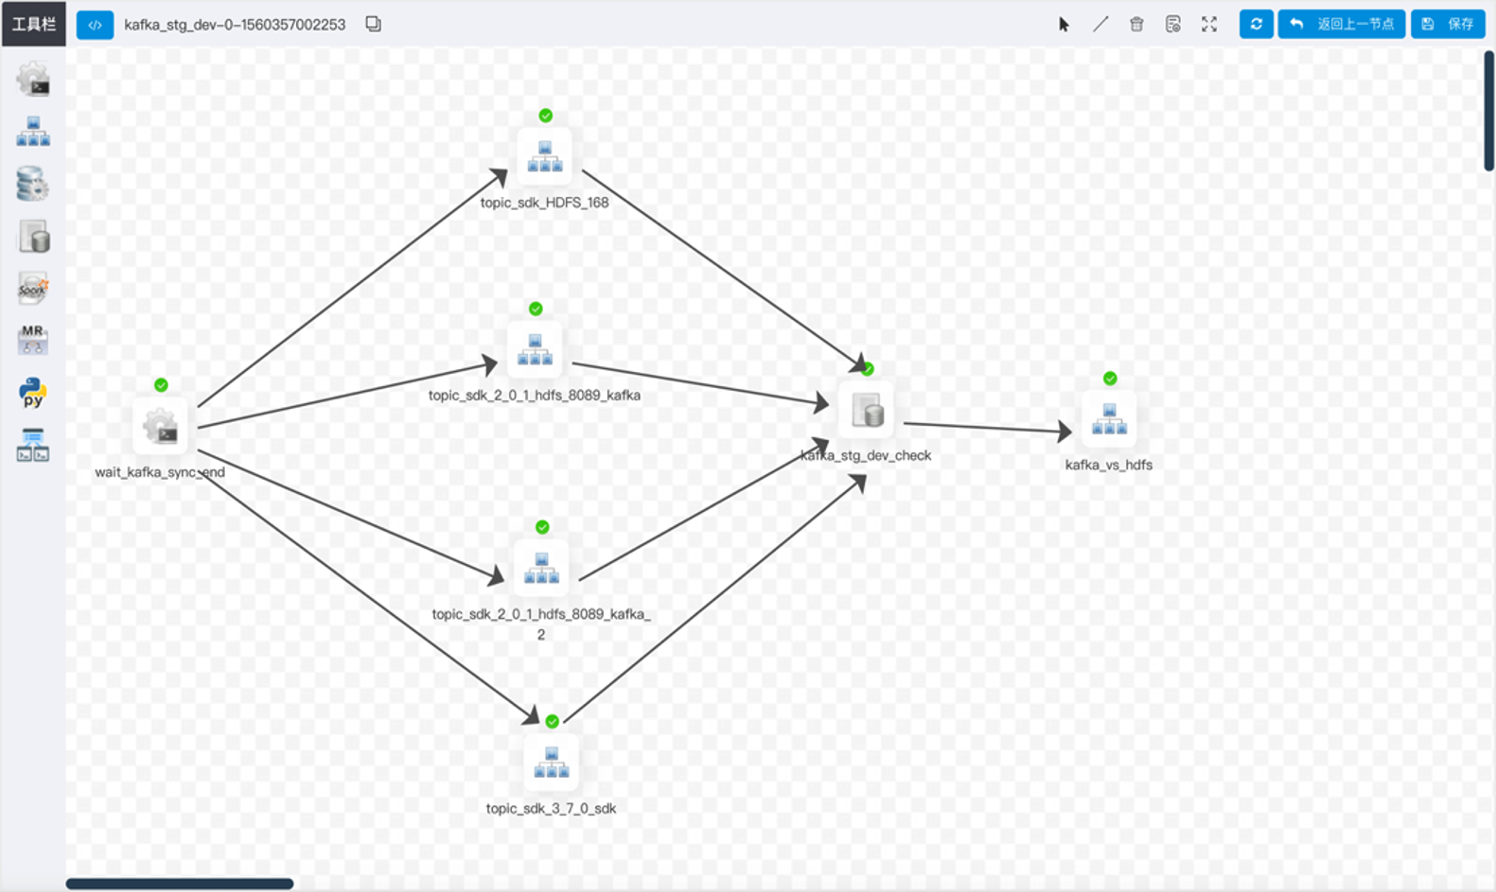 工具栏
</>
kafka_stg_dev-0-1560357002253
返回上一节点
保存
Spark
MR
py
topic_sdk_HDFS_168
topic_sdk_2_0_1_hdfs_8089_kafka
wait_kafka_sync_end
kafka_stg_dev_check
kafka_vs_hdfs
topic_sdk_2_0_1_hdfs_8089_kafka_
2
topic_sdk_3_7_0_sdk